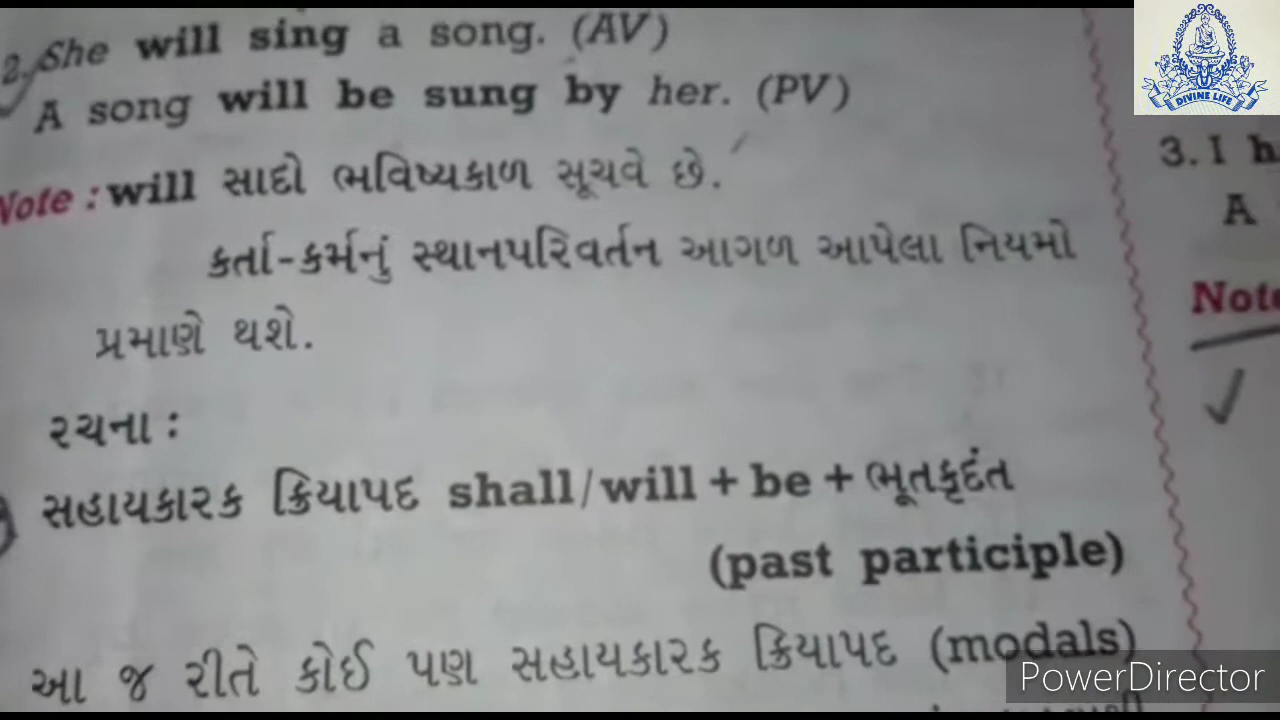 2. She will sing a song. (AV)
A song will be sung by her. (PV)
Note : will સાદો ભવિષ્યકાળ સૂચવે છે.
કર્તા-કર્મનું સ્થાનપરિવર્તન આગળ આપેલા નિયમો
પ્રમાણે થશે.
રચના :
સહાયકારક ક્રિયાપદ shall/will + be + ભૂતકૃદંત
(past participle)
આ જ રીતે કોઈ પણ સહાયકારક ક્રિયાપદ (modals)
3. I h
A
Note
DIVINE LIFE
PowerDirector